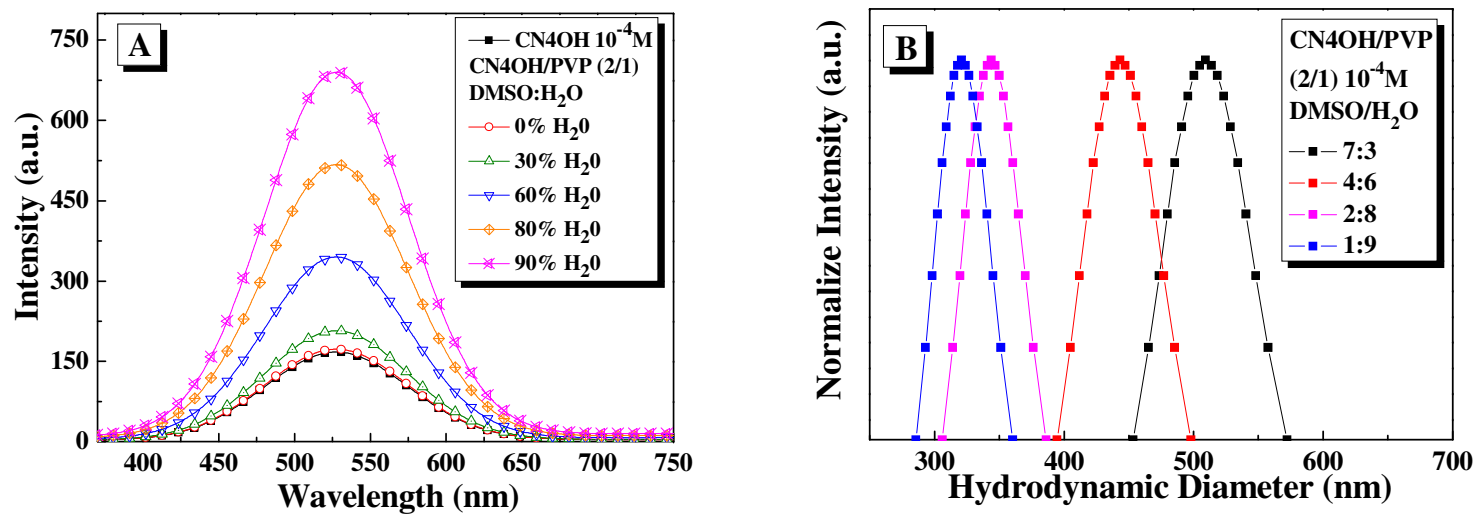 A
CN4OH 10⁻⁴M
CN4OH/PVP (2/1)
DMSO:H₂O
0% H₂0
30% H₂0
60% H₂0
80% H₂0
90% H₂0
750
600
450
300
150
0
Intensity (a.u.)
400 450 500 550 600 650 700 750
Wavelength (nm)
B
CN4OH/PVP
(2/1) 10⁻⁴M
DMSO/H₂O
7:3
4:6
2:8
1:9
Normalize Intensity (a.u.)
300 400 500 600 700
Hydrodynamic Diameter (nm)